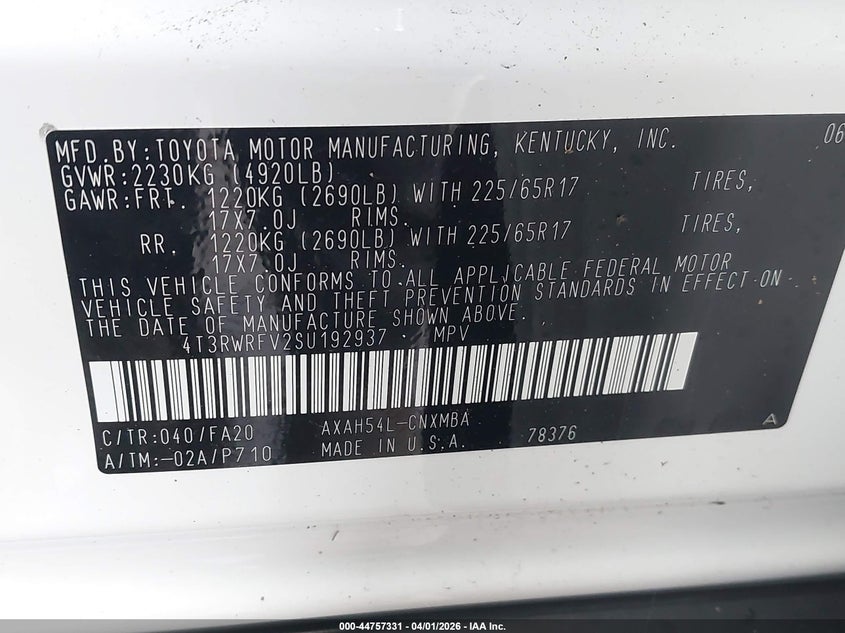 MFD.BY:TOYOTA MOTOR MANUFACTURING, KENTUCKY, INC. 06
GVWR:2230KG (4920LB)
GAWR:FRT. 1220KG (2690LB) WITH 225/65R17 TIRES,
17X7.0J RIMS.
RR. 1220KG (2690LB) WITH 225/65R17 TIRES,
17X7.0J RIMS.
THIS VEHICLE CONFORMS TO ALL APPLICABLE FEDERAL MOTOR
VEHICLE SAFETY AND THEFT PREVENTION STANDARDS IN EFFECT ON
THE DATE OF MANUFACTURE SHOWN ABOVE.
4T3RWRFV2SU192937 MPV
C/TR:040/FA20 AXAH54L-CNXMBA
A/TM:-02A/P710 MADE IN U.S.A. 78376 A
000-44757331 | 04/01/2026 | IAA Inc.